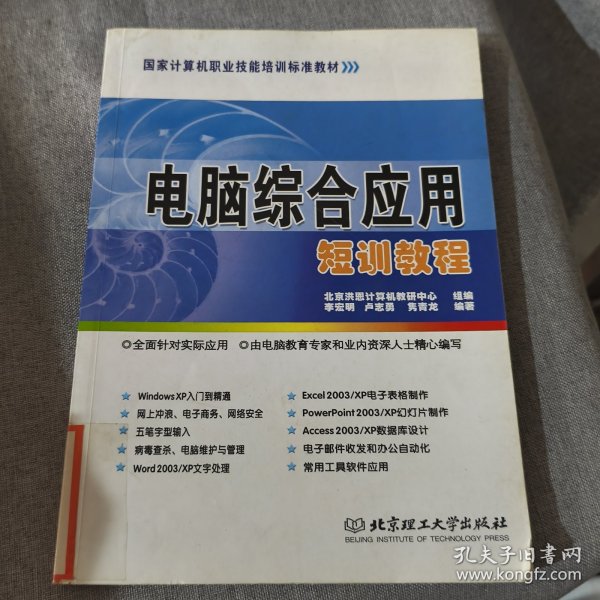 国家计算机职业技能培训标准教材>>>
电脑综合应用
短训教程
北京洪恩计算机教研中心 组编
李宏明 卢志勇 隽青龙 编著
◎全面针对实际应用 ◎由电脑教育专家和业内资深人士精心编写
★ Windows XP入门到精通
★ 网上冲浪、电子商务、网络安全
★ 五笔字型输入
★ 病毒查杀、电脑维护与管理
★ Word 2003/XP文字处理
★ Excel 2003/XP电子表格制作
★ PowerPoint 2003/XP幻灯片制作
★ Access 2003/XP数据库设计
★ 电子邮件收发和办公自动化
★ 常用工具软件应用
北京理工大学出版社
BEIJING INSTITUTE OF TECHNOLOGY PRESS
孔夫子旧书网
www.kongfz.com